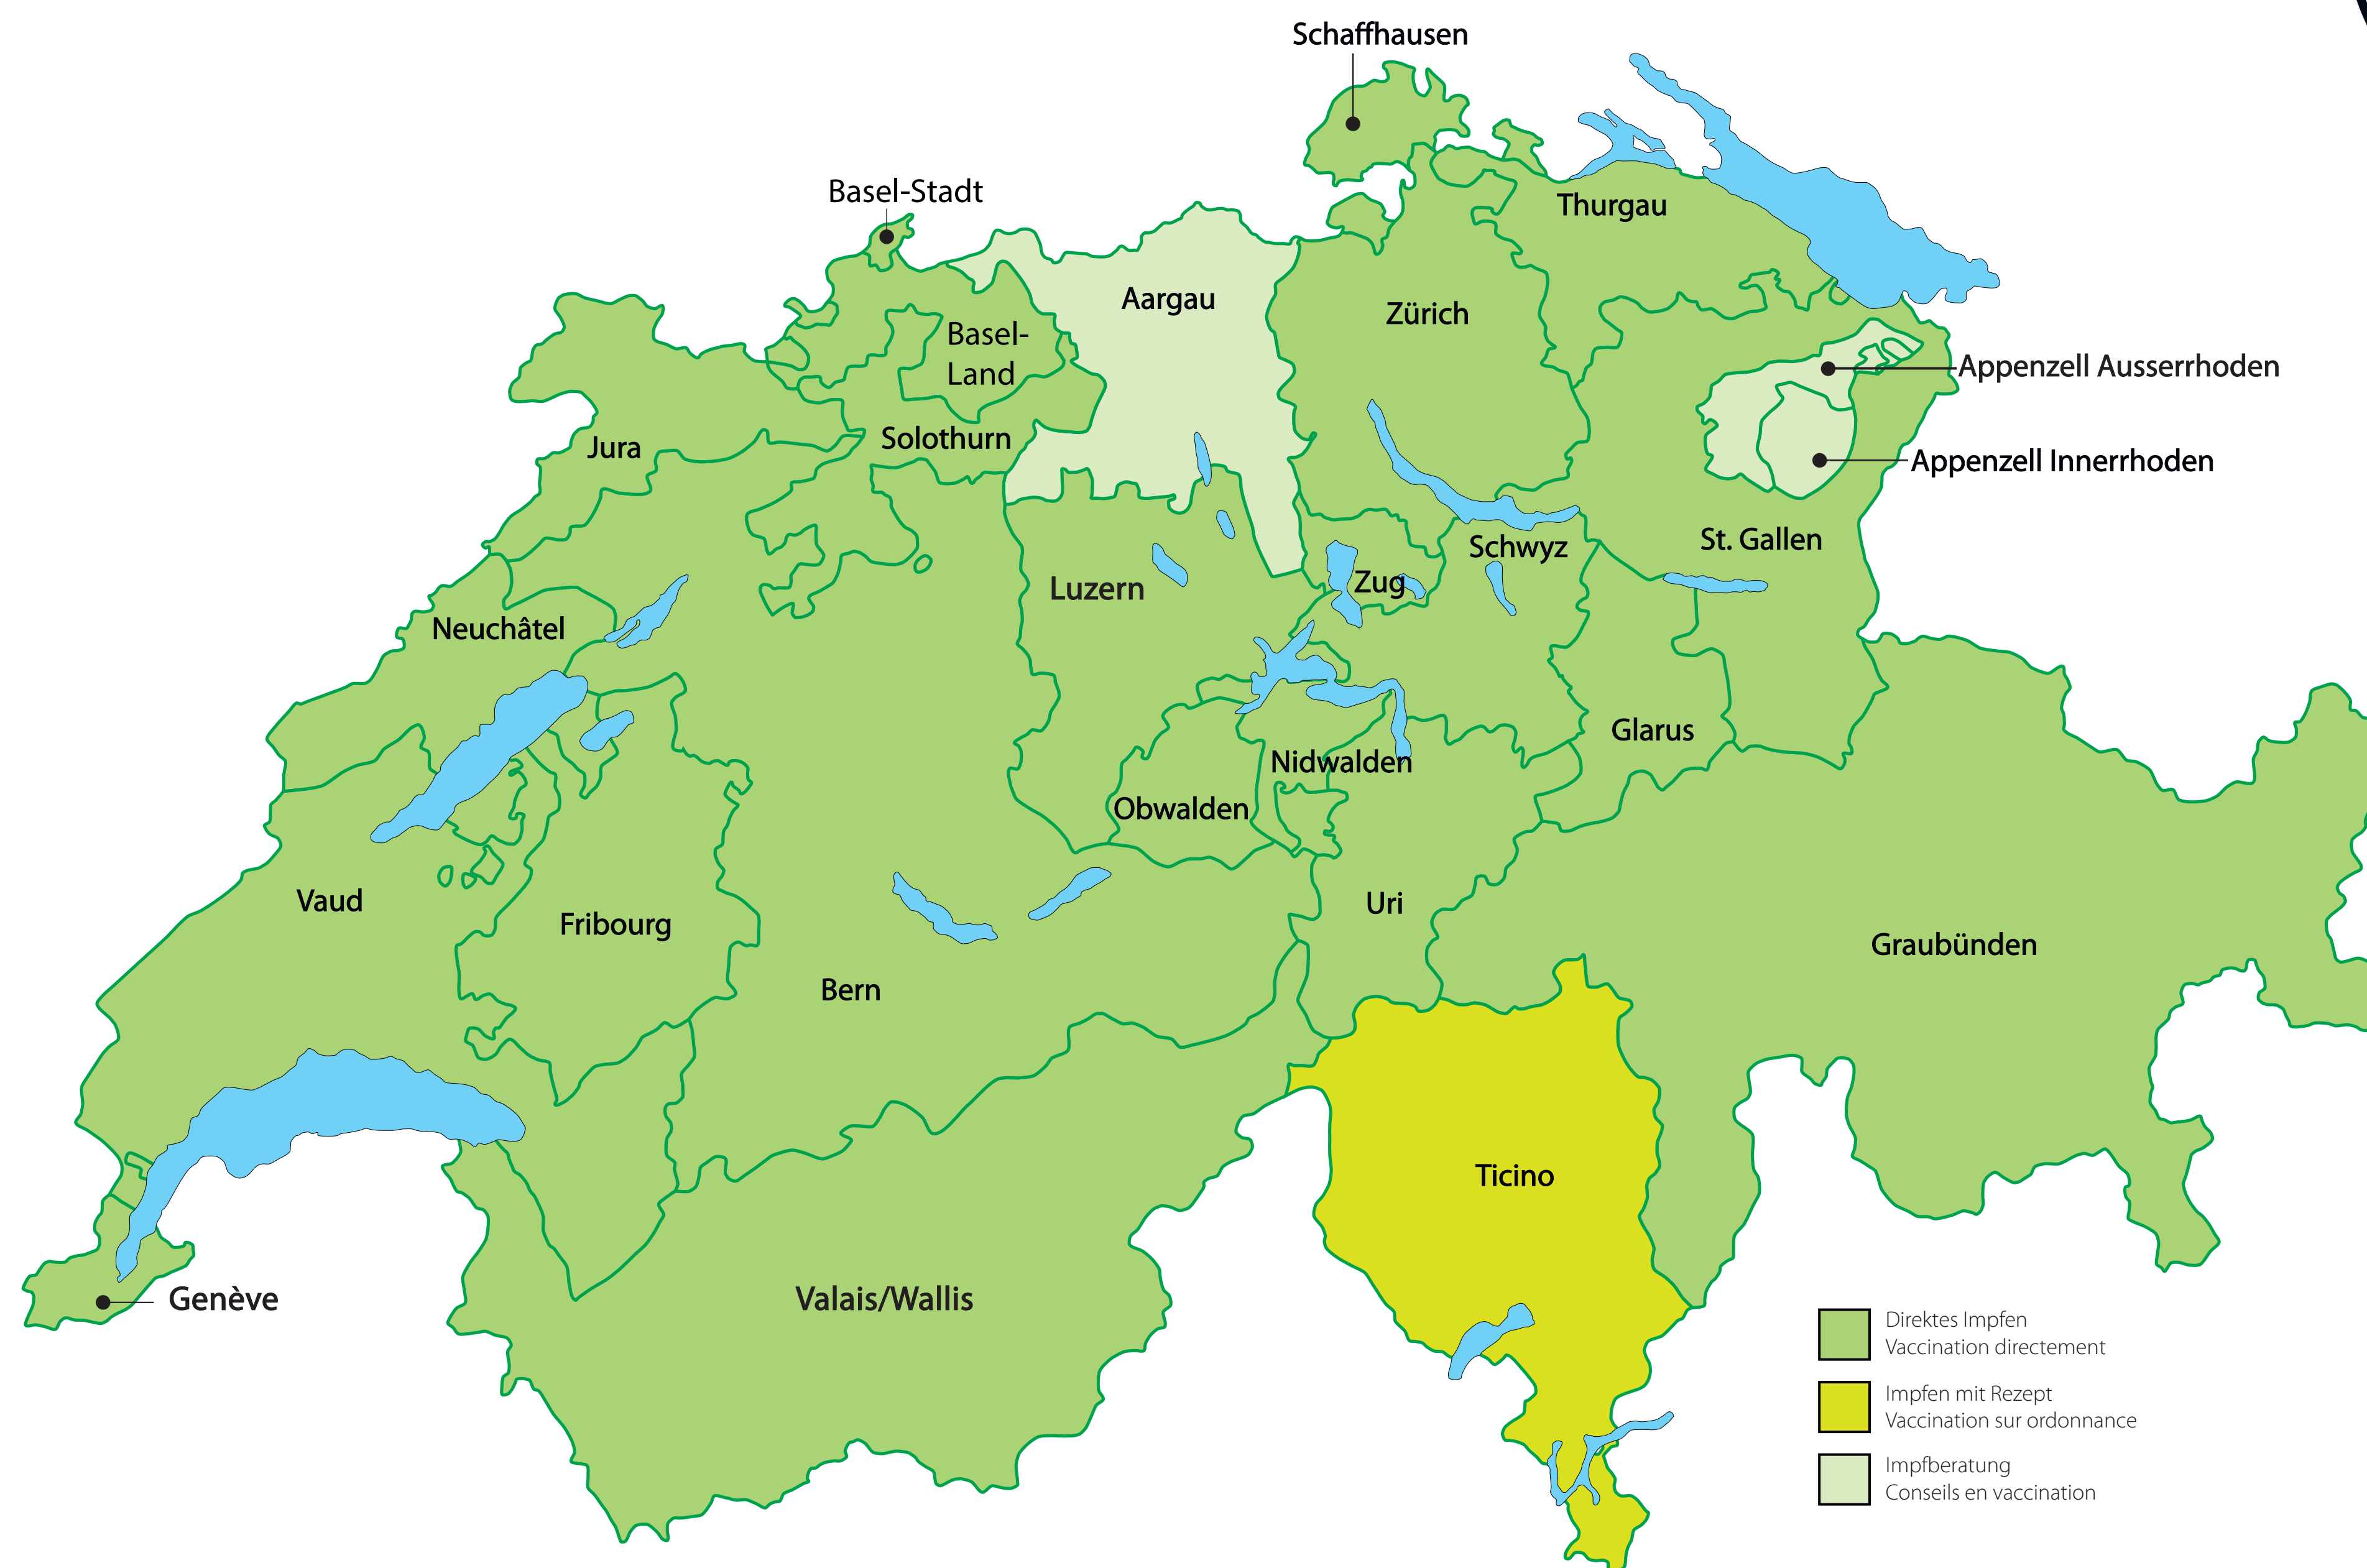 Schaffhausen
Basel-Stadt
Thurgau
Aargau
Zürich
Basel-
Land
Appenzell Ausserrhoden
Solothurn
Jura
Appenzell Innerrhoden
St. Gallen
Schwyz
Zug
Luzern
Neuchâtel
Glarus
Nidwalden
Obwalden
Vaud
Uri
Fribourg
Graubünden
Bern
Ticino
Genève
Valais/Wallis
Direktes Impfen
Vaccination directement
Impfen mit Rezept
Vaccination sur ordonnance
Impfberatung
Conseils en vaccination